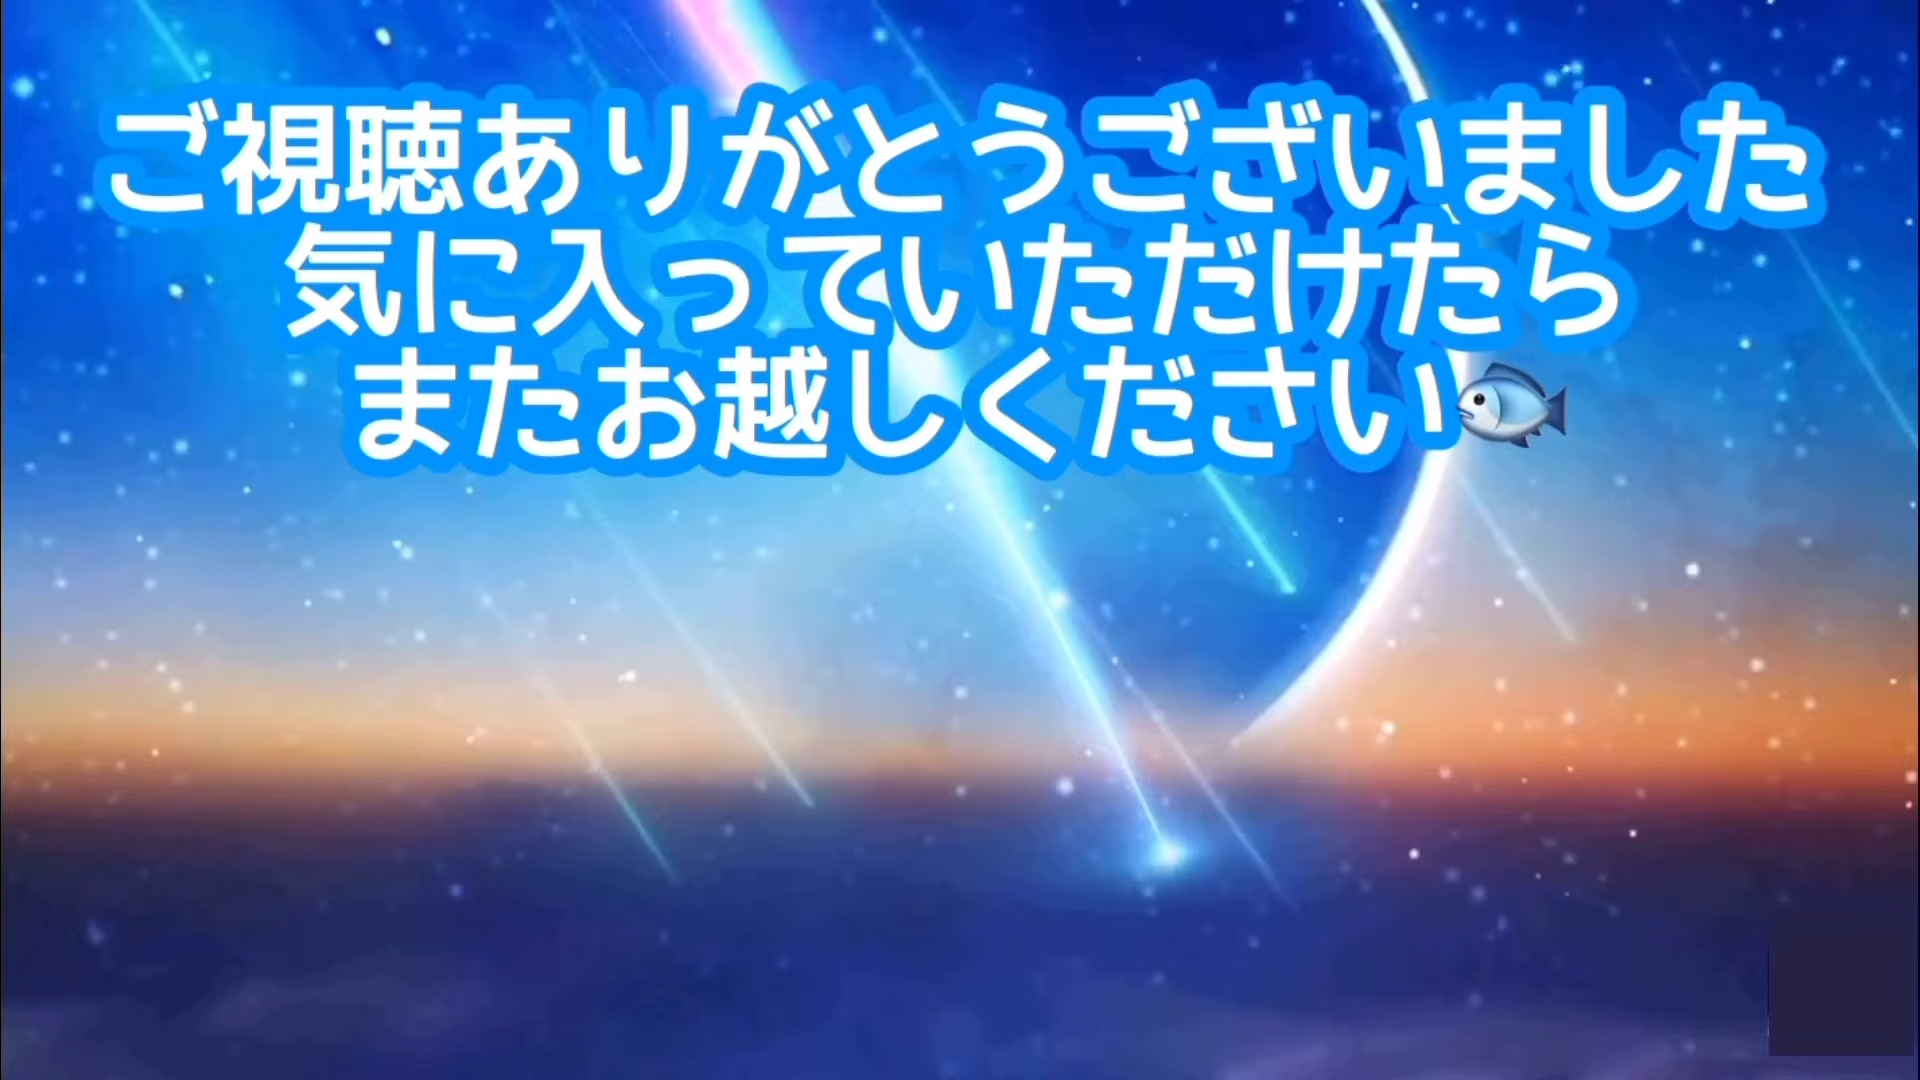 ご視聴ありがとうございました
気に入っていただけたら
またお越しください🐟